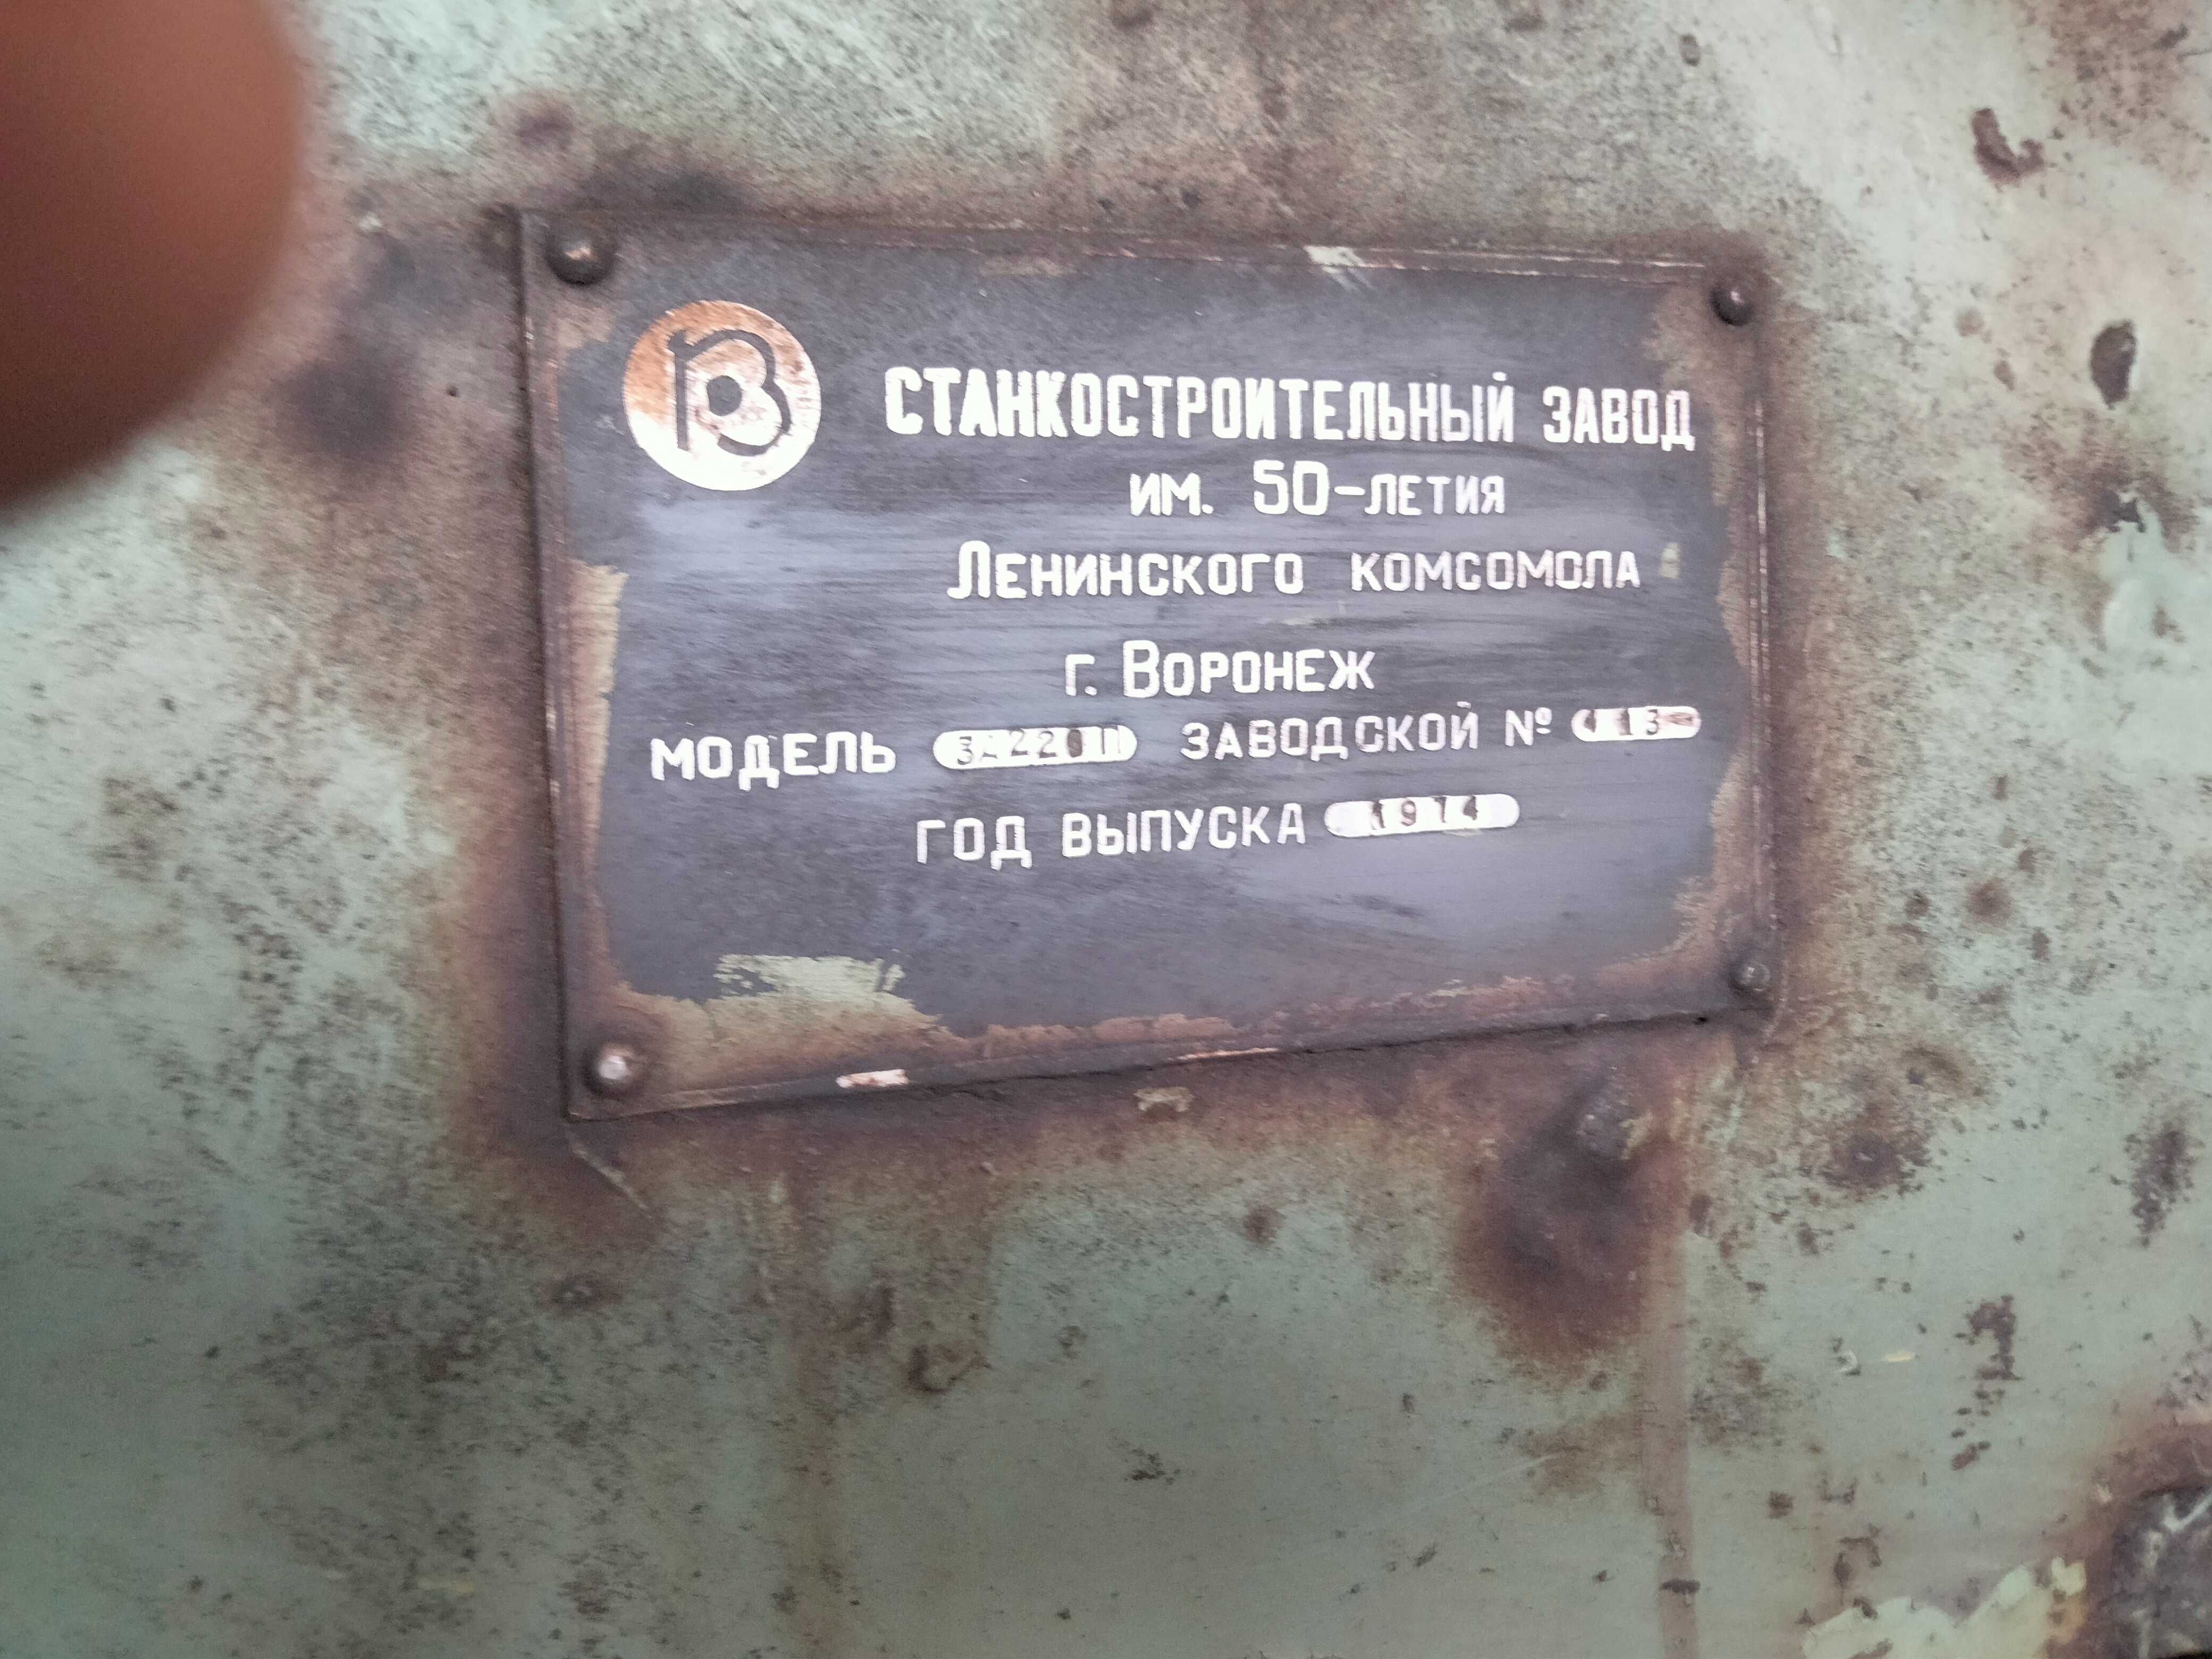 СТАНКОСТРОИТЕЛЬНЫЙ ЗАВОД
ИМ. 50-ЛЕТИЯ
ЛЕНИНСКОГО КОМСОМОЛА
г. ВОРОНЕЖ
МОДЕЛЬ ЗАВОДСКОЙ №
ГОД ВЫПУСКА 1974